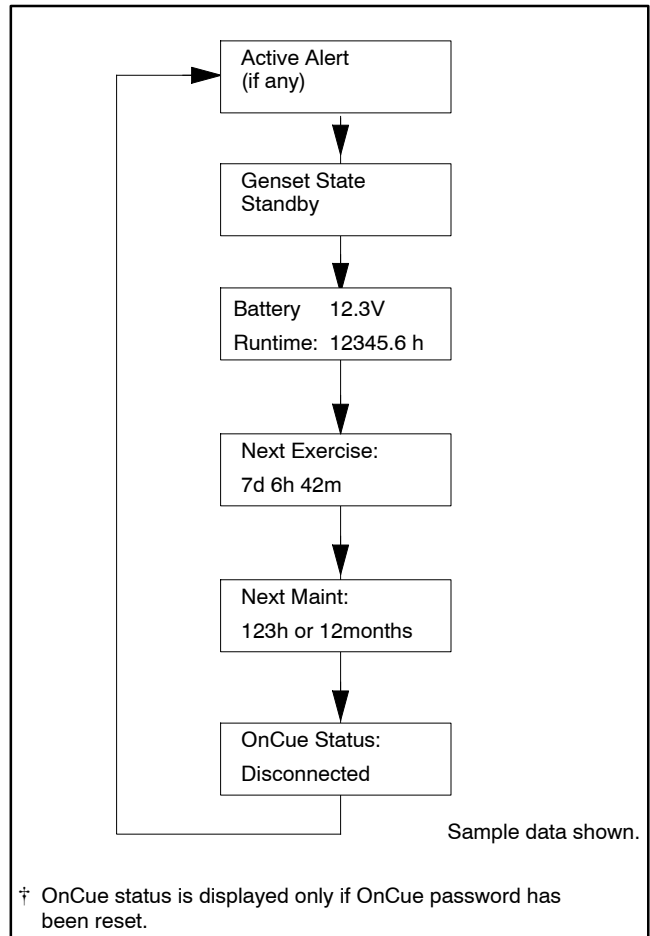 Active Alert
(if any)
Genset State
Standby
Battery 12.3V
Runtime: 12345.6 h
Next Exercise:
7d 6h 42m
Next Maint:
123h or 12months
OnCue Status:
Disconnected
Sample data shown.
† OnCue status is displayed only if OnCue password has
been reset.